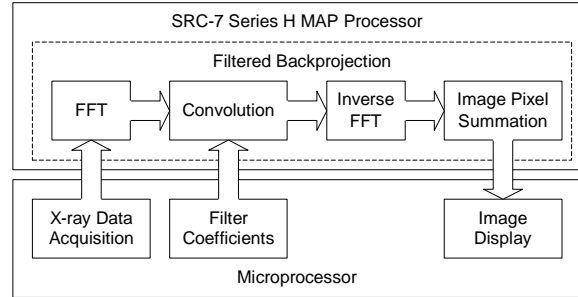 SRC-7 Series H MAP Processor
Filtered Backprojection
FFT
Convolution
Inverse
FFT
Image Pixel
Summation
X-ray Data
Acquisition
Filter
Coefficients
Image
Display
Microprocessor